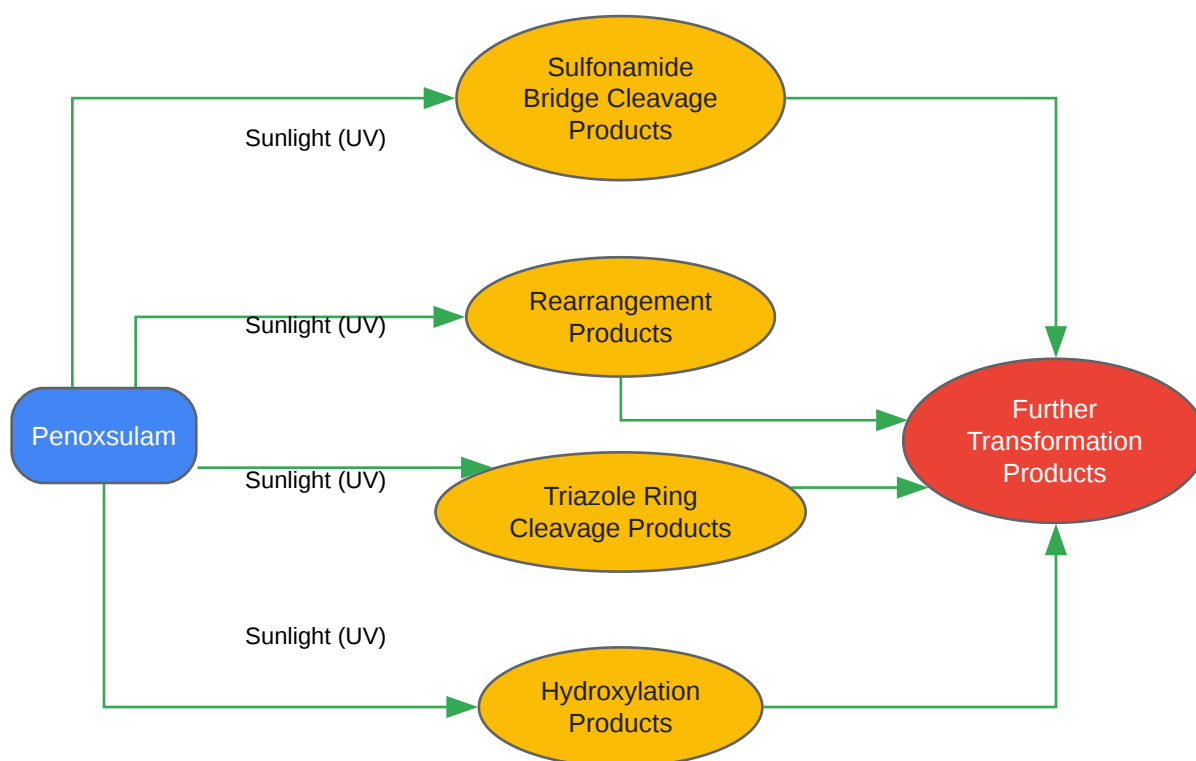 Sulfonamide
Bridge Cleavage
Products
Sunlight (UV)
Rearrangement
Products
Sunlight (UV)
Penoxsulam
Further
Transformation
Products
Sunlight (UV)
Triazole Ring
Cleavage Products
Sunlight (UV)
Hydroxylation
Products